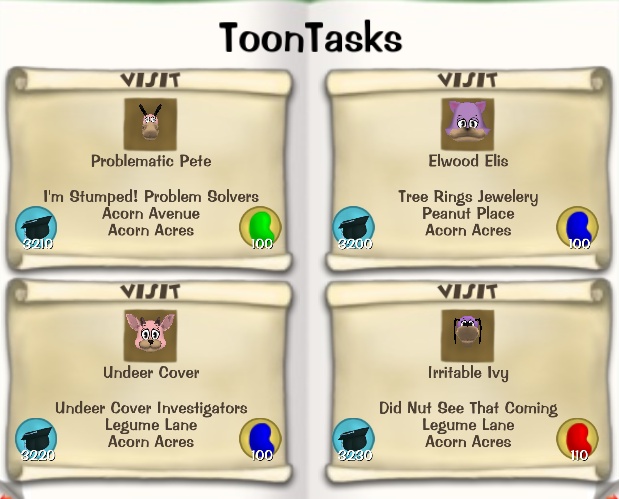 ToonTasks
VISIT
Problematic Pete
I'm Stumped! Problem Solvers
Acorn Avenue
Acorn Acres
3210
100
VISIT
Elwood Elis
Tree Rings Jewelery
Peanut Place
Acorn Acres
3200
100
VISIT
Undeer Cover
Undeer Cover Investigators
Legume Lane
Acorn Acres
3220
100
VISIT
Irritable Ivy
Did Nut See That Coming
Legume Lane
Acorn Acres
3230
110